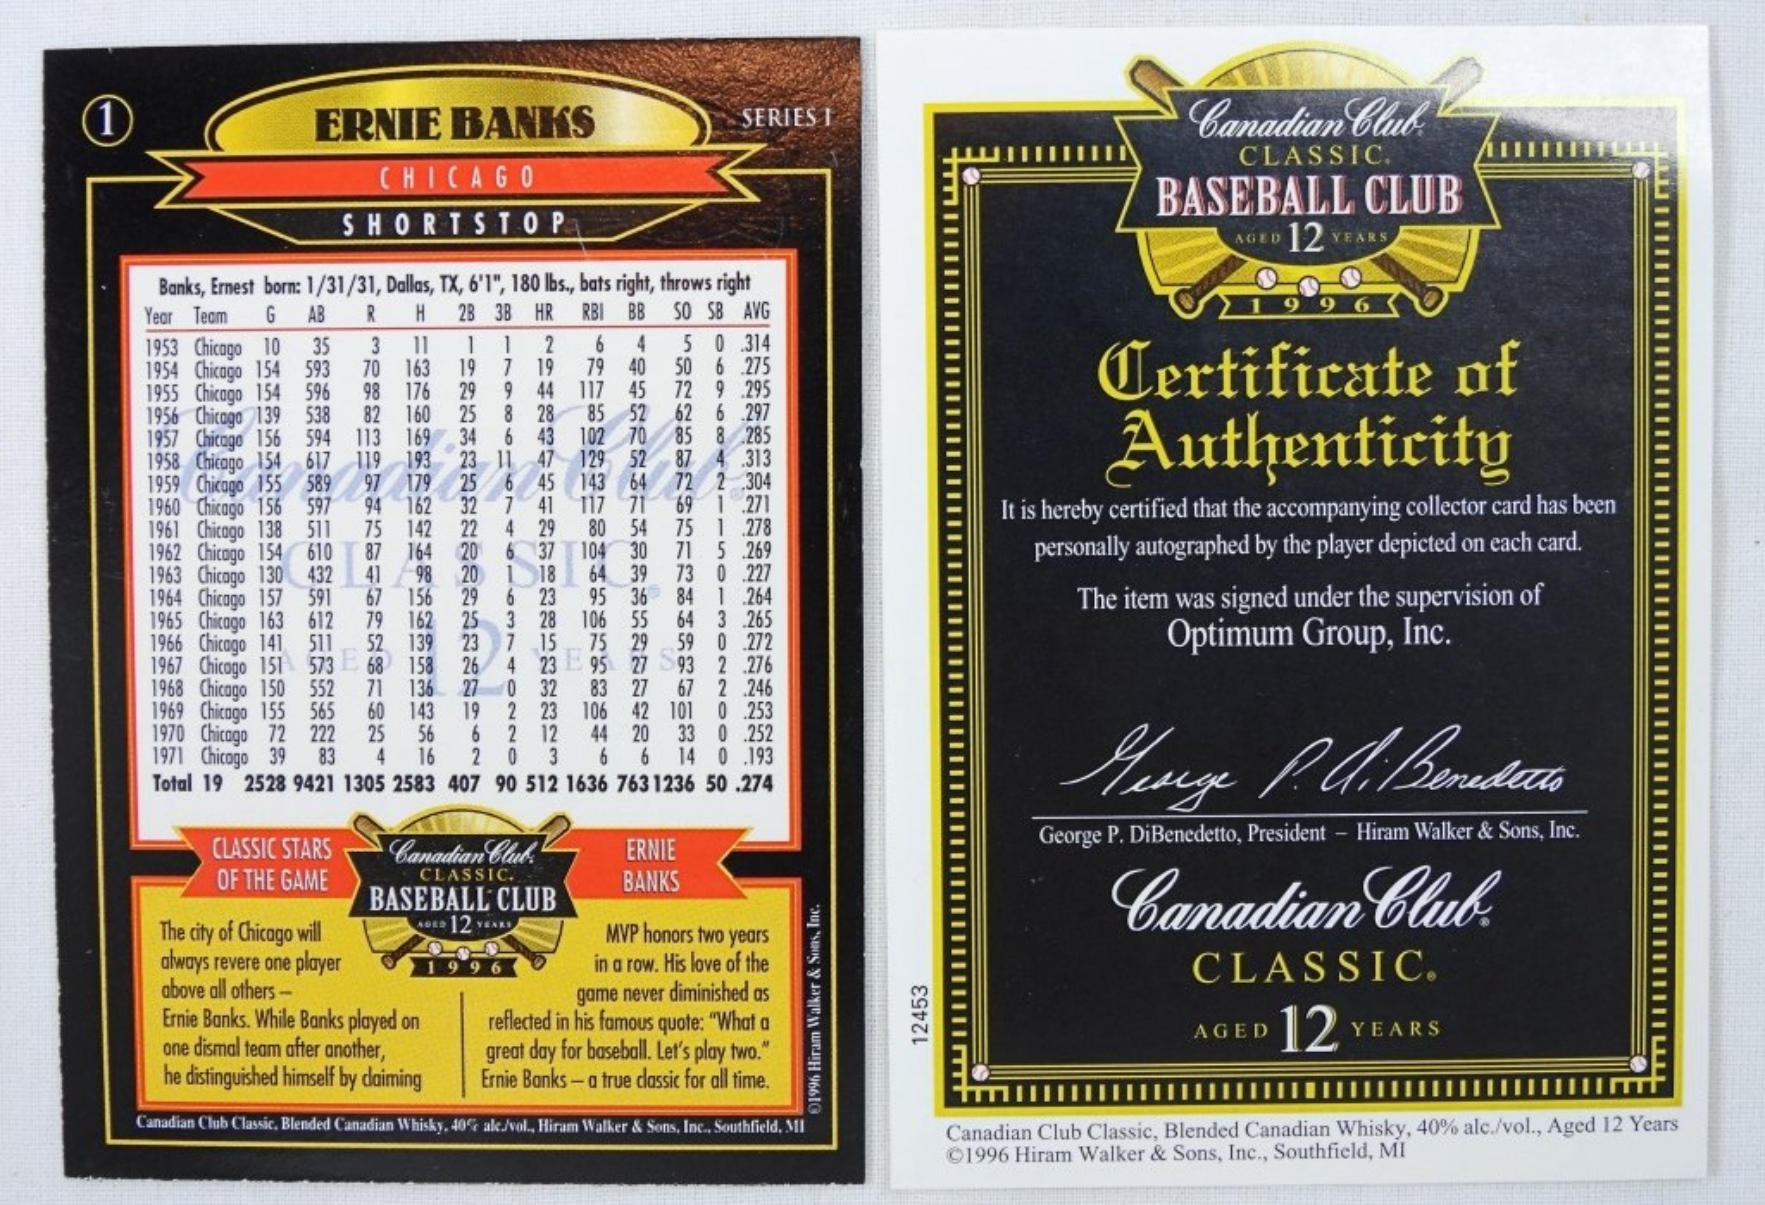 1
ERNIE BANKS
SERIES I
CHICAGO
SHORTSTOP
Banks, Ernest born: 1/31/31, Dallas, TX, 6'1", 180 lbs., bats right, throws right
Year Team G AB R H 2B 3B HR RBI BB SO SB AVG
1953 Chicago 10 35 3 11 1 1 2 6 4 5 0 .314
1954 Chicago 154 593 70 163 19 7 19 79 40 50 6 .275
1955 Chicago 154 596 98 176 29 9 44 117 45 72 9 .295
1956 Chicago 139 538 82 160 25 8 28 85 52 62 6 .297
1957 Chicago 156 594 113 169 34 6 43 102 70 85 8 .285
1958 Chicago 154 617 119 193 23 11 47 129 52 87 4 .313
1959 Chicago 155 589 97 179 25 6 45 143 64 72 2 .304
1960 Chicago 156 597 94 162 32 7 41 117 71 69 1 .271
1961 Chicago 138 511 75 142 22 4 29 80 54 75 1 .278
1962 Chicago 154 610 87 164 20 6 37 104 30 71 5 .269
1963 Chicago 130 432 41 98 20 1 18 64 39 73 0 .227
1964 Chicago 157 591 67 156 29 6 23 95 36 84 1 .264
1965 Chicago 163 612 79 162 25 3 28 106 55 64 3 .265
1966 Chicago 141 511 52 139 23 7 15 75 29 59 0 .272
1967 Chicago 151 573 68 158 26 4 23 95 27 93 2 .276
1968 Chicago 150 552 71 136 27 0 32 83 27 67 2 .246
1969 Chicago 155 565 60 143 19 2 23 106 42 101 0 .253
1970 Chicago 72 222 25 56 6 2 12 44 20 33 0 .252
1971 Chicago 39 83 4 16 2 0 3 6 6 14 0 .193
Total 19 2528 9421 1305 2583 407 90 512 1636 763 1236 50 .274
Canadian Club®
CLASSIC®
AGED 12 YEARS
CLASSIC STARS
OF THE GAME
Canadian Club®
CLASSIC®
BASEBALL CLUB
AGED 12 YEARS
1996
ERNIE
BANKS
The city of Chicago will
always revere one player
above all others –
Ernie Banks. While Banks played on
one dismal team after another,
he distinguished himself by claiming
MVP honors two years
in a row. His love of the
game never diminished as
reflected in his famous quote: "What a
great day for baseball. Let's play two."
Ernie Banks – a true classic for all time.
©1996 Hiram Walker & Sons, Inc.
Canadian Club Classic, Blended Canadian Whisky, 40% alc./vol., Hiram Walker & Sons, Inc., Southfield, MI
Canadian Club®
CLASSIC®
BASEBALL CLUB
AGED 12 YEARS
1996
Certificate of
Authenticity
It is hereby certified that the accompanying collector card has been
personally autographed by the player depicted on each card.
The item was signed under the supervision of
Optimum Group, Inc.
George P. DiBenedetto
George P. DiBenedetto, President – Hiram Walker & Sons, Inc.
Canadian Club®
CLASSIC®
AGED 12 YEARS
12453
Canadian Club Classic, Blended Canadian Whisky, 40% alc./vol., Aged 12 Years
©1996 Hiram Walker & Sons, Inc., Southfield, MI